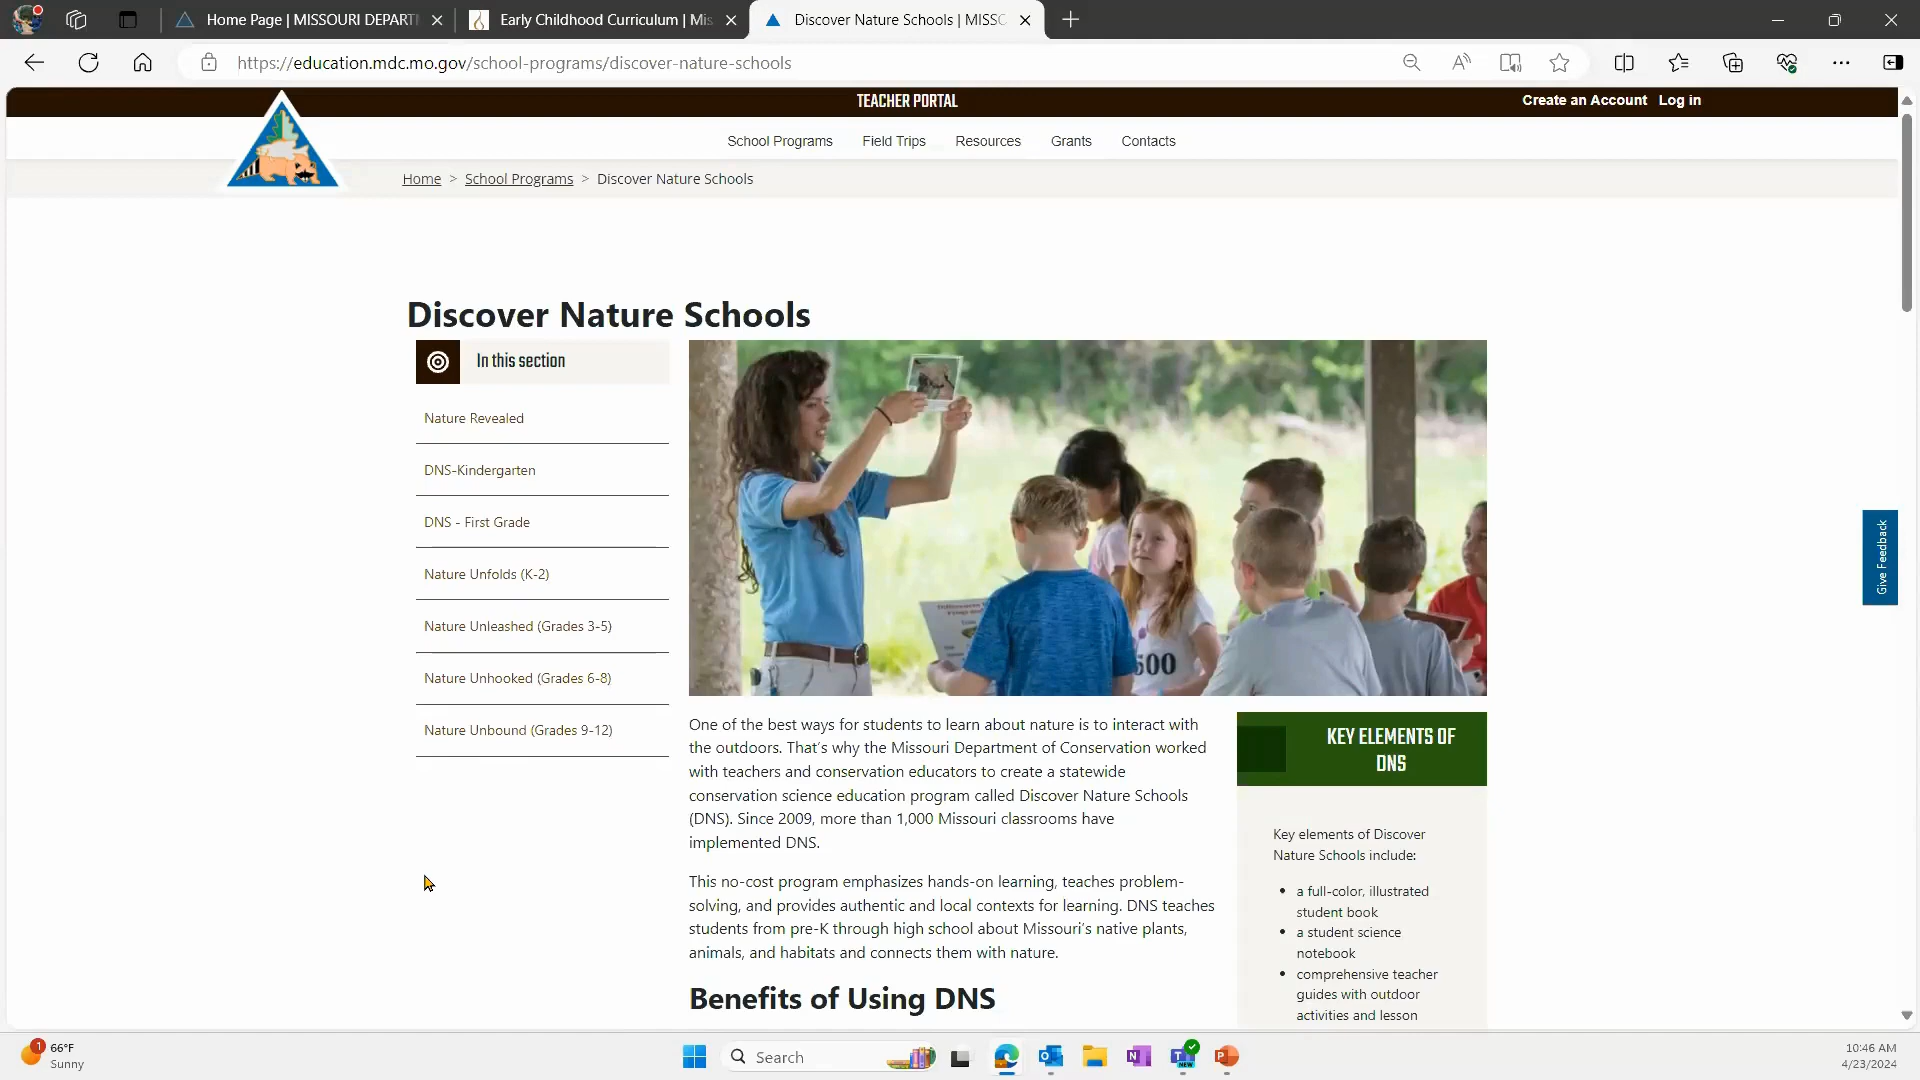 Home Page | MISSOURI DEPART
Early Childhood Curriculum | Mis
Discover Nature Schools | MISSO
https://education.mdc.mo.gov/school-programs/discover-nature-schools
TEACHER PORTAL
Create an Account Log in
School Programs Field Trips Resources Grants Contacts
Home > School Programs > Discover Nature Schools
Discover Nature Schools
In this section
Nature Revealed
DNS-Kindergarten
DNS - First Grade
Nature Unfolds (K-2)
Nature Unleashed (Grades 3-5)
Nature Unhooked (Grades 6-8)
Nature Unbound (Grades 9-12)
500
One of the best ways for students to learn about nature is to interact with
the outdoors. That's why the Missouri Department of Conservation worked
with teachers and conservation educators to create a statewide
conservation science education program called Discover Nature Schools
(DNS). Since 2009, more than 1,000 Missouri classrooms have
implemented DNS.
This no-cost program emphasizes hands-on learning, teaches problem-
solving, and provides authentic and local contexts for learning. DNS teaches
students from pre-K through high school about Missouri's native plants,
animals, and habitats and connects them with nature.
Benefits of Using DNS
KEY ELEMENTS OF
DNS
Key elements of Discover
Nature Schools include:
• a full-color, illustrated
student book
• a student science
notebook
• comprehensive teacher
guides with outdoor
activities and lesson
Give Feedback
1
66°F
Sunny
Search
NEW
10:46 AM
4/23/2024